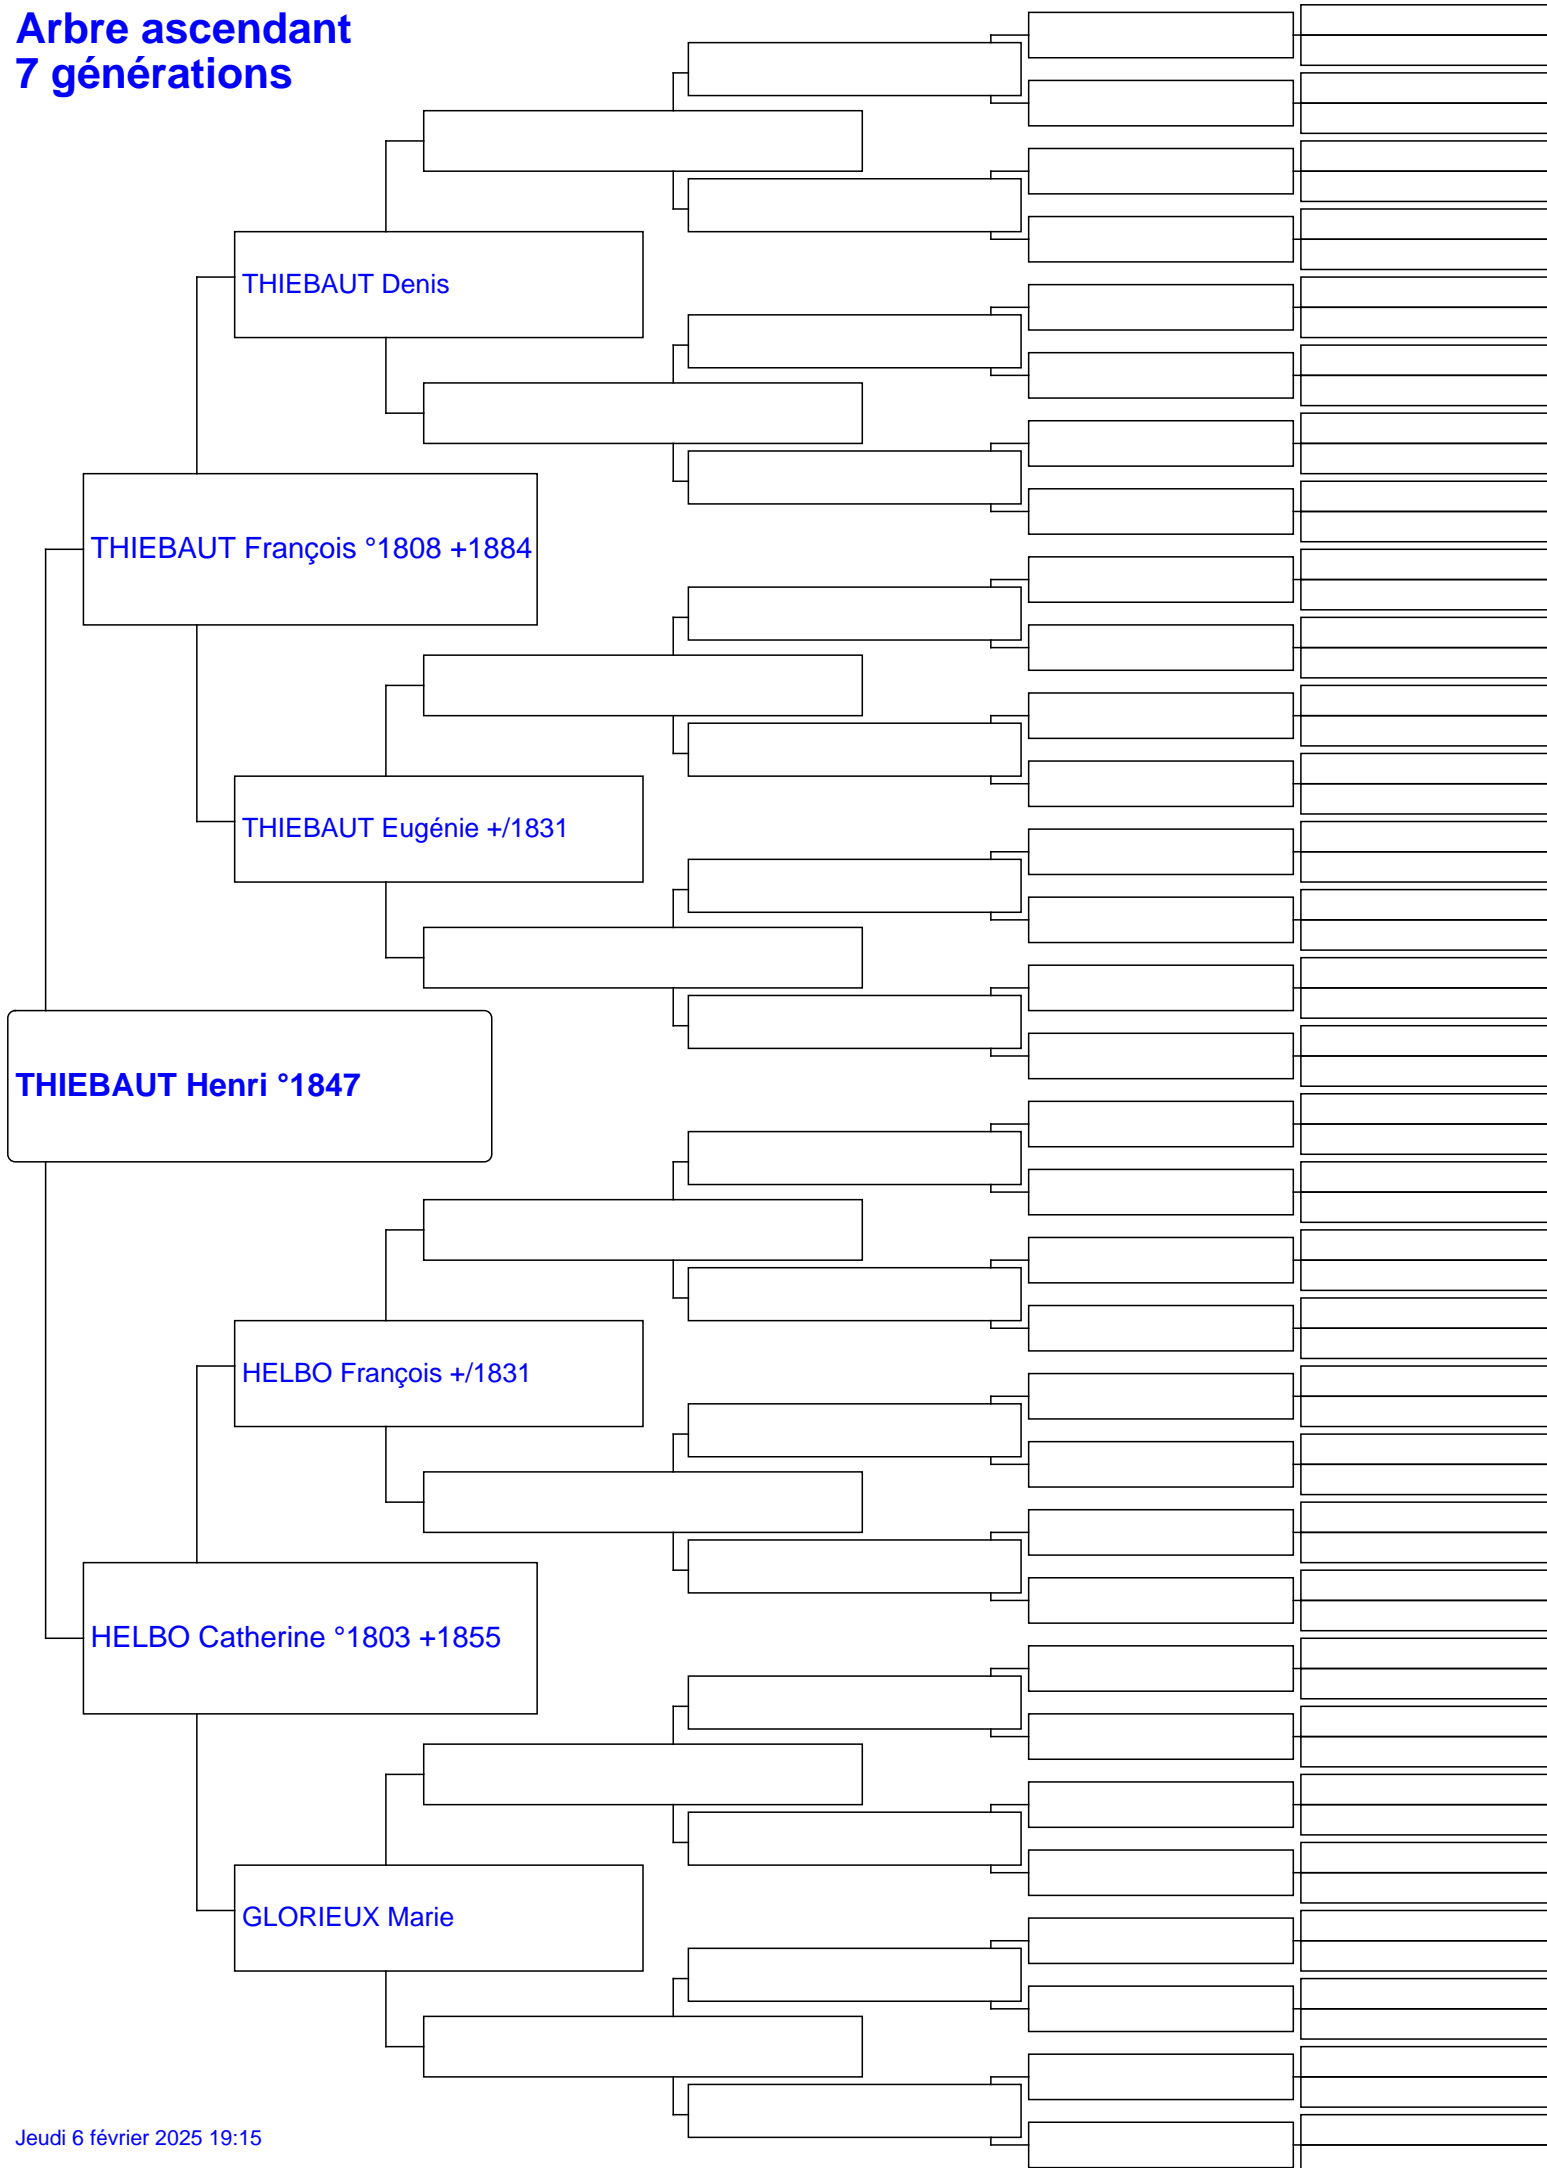 Arbre ascendant
7 générations
THIEBAUT Denis
THIEBAUT François °1808 +1884
THIEBAUT Eugénie +/1831
THIEBAUT Henri °1847
HELBO François +/1831
HELBO Catherine °1803 +1855
GLORIEUX Marie
Jeudi 6 février 2025 19:15